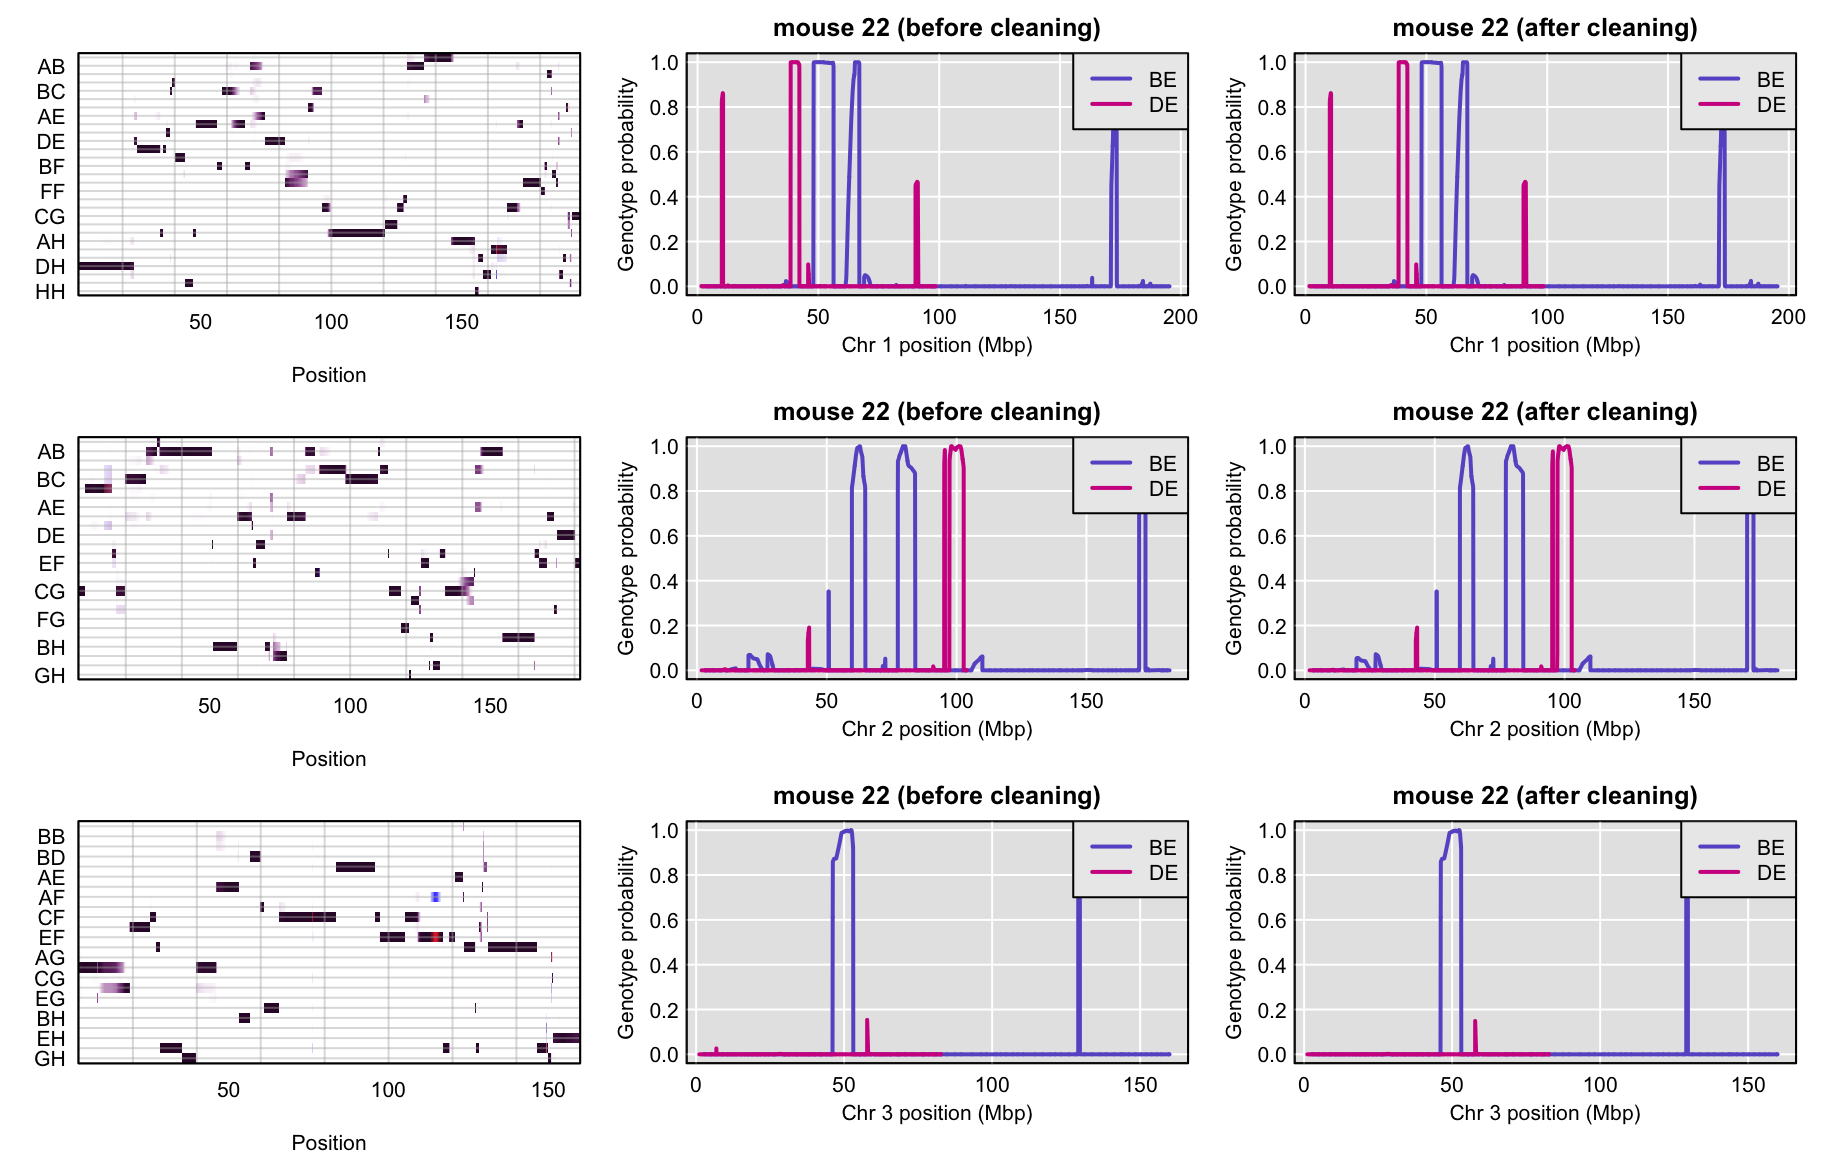 AB
BC
AE
DE
BF
FF
CG
AH
DH
HH
50 100 150
Position
mouse 22 (before cleaning)
Genotype probability
1.0
0.8
0.6
0.4
0.2
0.0
BE
DE
0 50 100 150 200
Chr 1 position (Mbp)
mouse 22 (after cleaning)
Genotype probability
1.0
0.8
0.6
0.4
0.2
0.0
BE
DE
0 50 100 150 200
Chr 1 position (Mbp)
AB
BC
AE
DE
EF
CG
FG
BH
GH
50 100 150
Position
mouse 22 (before cleaning)
Genotype probability
1.0
0.8
0.6
0.4
0.2
0.0
BE
DE
0 50 100 150
Chr 2 position (Mbp)
mouse 22 (after cleaning)
Genotype probability
1.0
0.8
0.6
0.4
0.2
0.0
BE
DE
0 50 100 150
Chr 2 position (Mbp)
BB
BD
AE
AF
CF
EF
AG
CG
EG
BH
EH
GH
50 100 150
Position
mouse 22 (before cleaning)
Genotype probability
1.0
0.8
0.6
0.4
0.2
0.0
BE
DE
0 50 100 150
Chr 3 position (Mbp)
mouse 22 (after cleaning)
Genotype probability
1.0
0.8
0.6
0.4
0.2
0.0
BE
DE
0 50 100 150
Chr 3 position (Mbp)